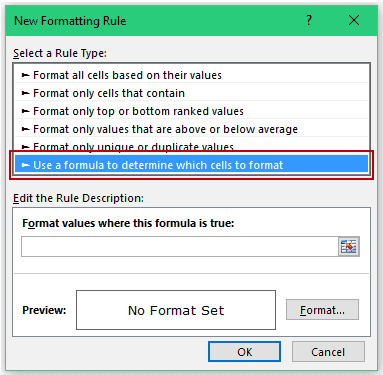 New Formatting Rule
?
Select a Rule Type:
► Format all cells based on their values
► Format only cells that contain
► Format only top or bottom ranked values
► Format only values that are above or below average
► Format only unique or duplicate values
► Use a formula to determine which cells to format
Edit the Rule Description:
Format values where this formula is true:
Preview: No Format Set Format...
OK Cancel